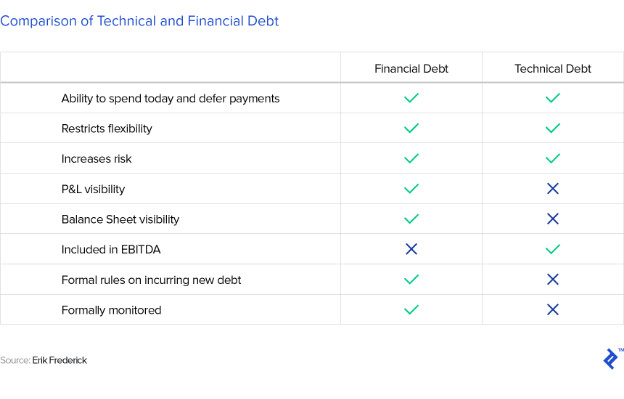 Comparison of Technical and Financial Debt
Financial Debt Technical Debt
Ability to spend today and defer payments
Restricts flexibility
Increases risk
P&L visibility
Balance Sheet visibility
Included in EBITDA
Formal rules on incurring new debt
Formally monitored
Source: Erik Frederick
TM